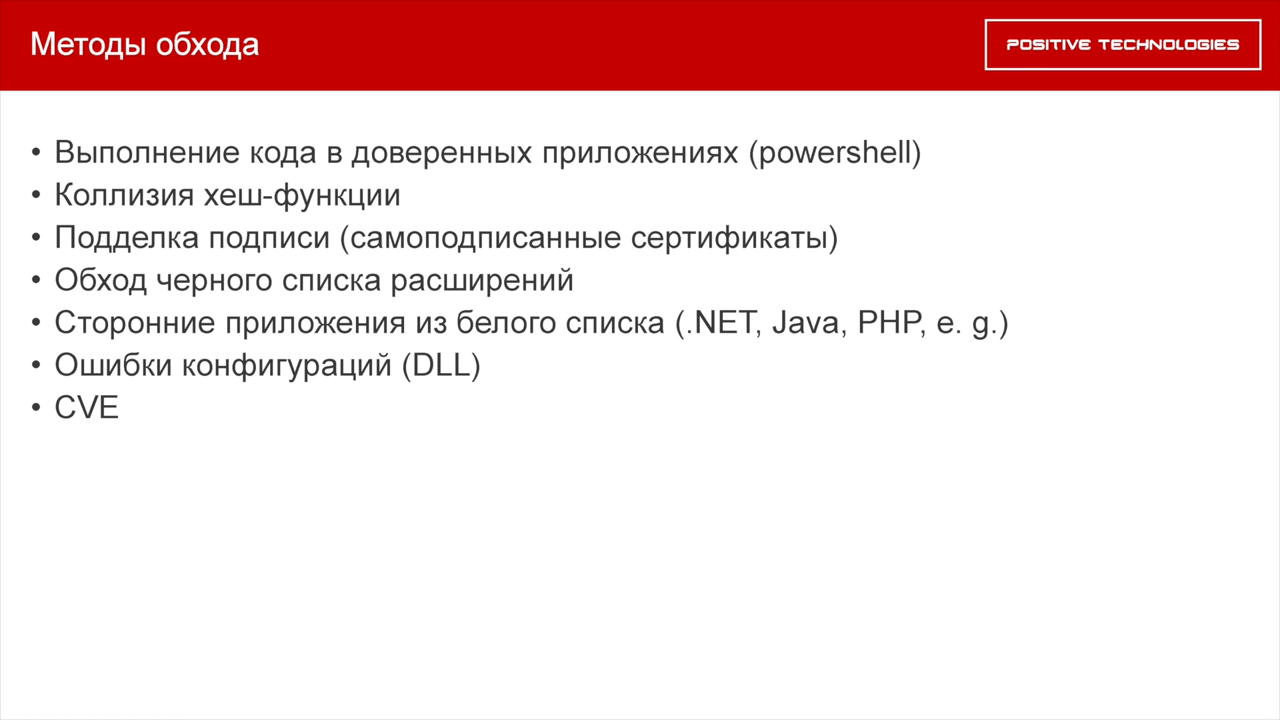 Методы обхода
POSITIVE TECHNOLOGIES
• Выполнение кода в доверенных приложениях (powershell)
• Коллизия хеш-функции
• Подделка подписи (самоподписанные сертификаты)
• Обход черного списка расширений
• Сторонние приложения из белого списка (.NET, Java, PHP, e. g.)
• Ошибки конфигураций (DLL)
• CVE